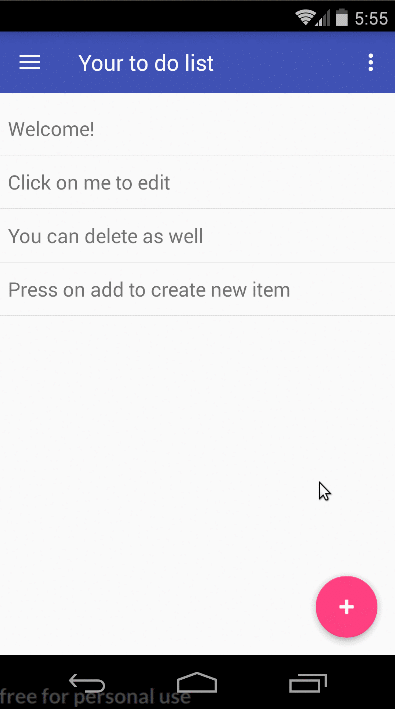 5:55
Your to do list
Welcome!
Click on me to edit
You can delete as well
Press on add to create new item
free for personal use